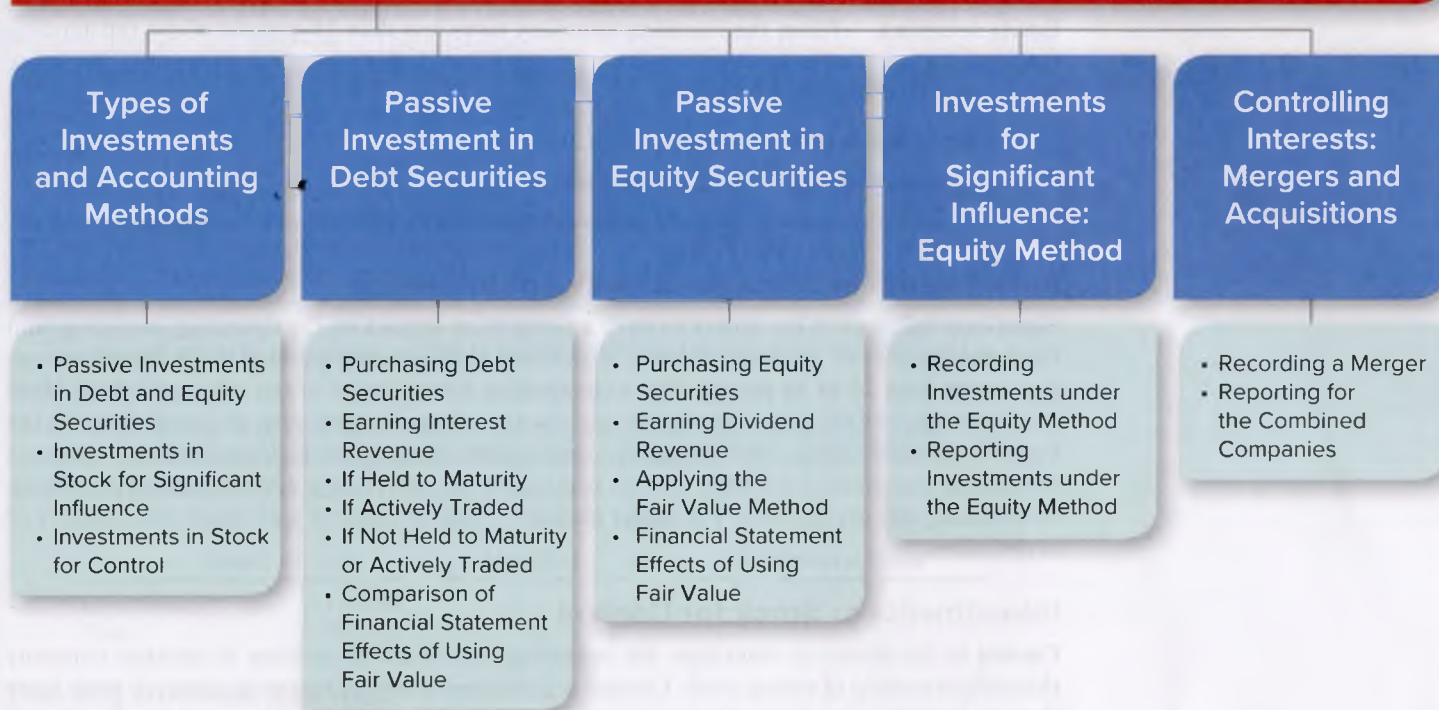 Types of
Investments
and Accounting
Methods
Passive
Investment in
Debt Securities
Passive
Investment in
Equity Securities
Investments
for
Significant
Influence:
Equity Method
Controlling
Interests:
Mergers and
Acquisitions
• Passive Investments
in Debt and Equity
Securities
• Investments in
Stock for Significant
Influence
• Investments in Stock
for Control
• Purchasing Debt
Securities
• Earning Interest
Revenue
• If Held to Maturity
• If Actively Traded
• If Not Held to Maturity
or Actively Traded
• Comparison of
Financial Statement
Effects of Using
Fair Value
• Purchasing Equity
Securities
• Earning Dividend
Revenue
• Applying the
Fair Value Method
• Financial Statement
Effects of Using
Fair Value
• Recording
Investments under
the Equity Method
• Reporting
Investments under
the Equity Method
• Recording a Merger
• Reporting for
the Combined
Companies